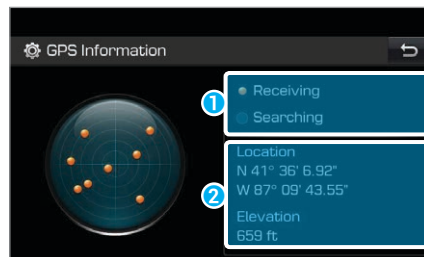 GPS Information
1
Receiving
Searching
2
Location
N 41° 36' 6.92"
W 87° 09' 43.55"
Elevation
659 ft